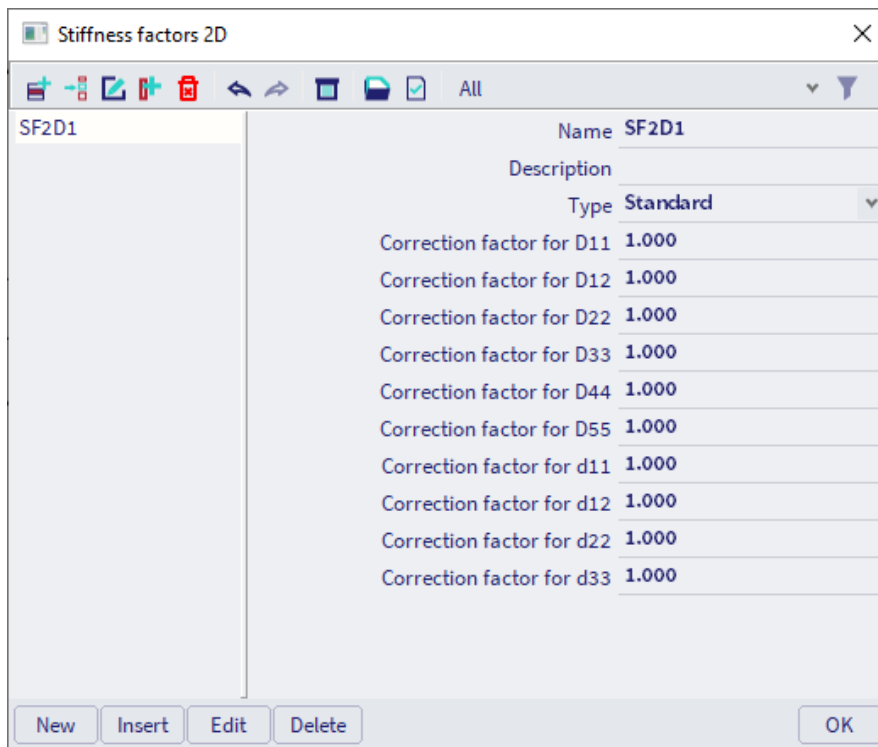 Stiffness factors 2D
All
SF2D1
Name SF2D1
Description
Type Standard
Correction factor for D11 1.000
Correction factor for D12 1.000
Correction factor for D22 1.000
Correction factor for D33 1.000
Correction factor for D44 1.000
Correction factor for D55 1.000
Correction factor for d11 1.000
Correction factor for d12 1.000
Correction factor for d22 1.000
Correction factor for d33 1.000
New Insert Edit Delete OK